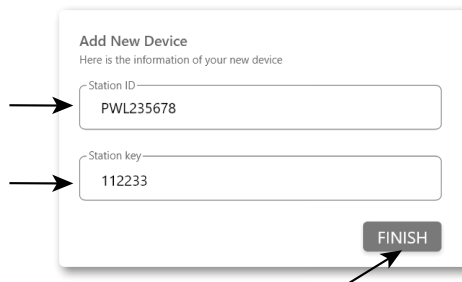 Add New Device
Here is the information of your new device
Station ID
PWL235678
Station key
112233
FINISH